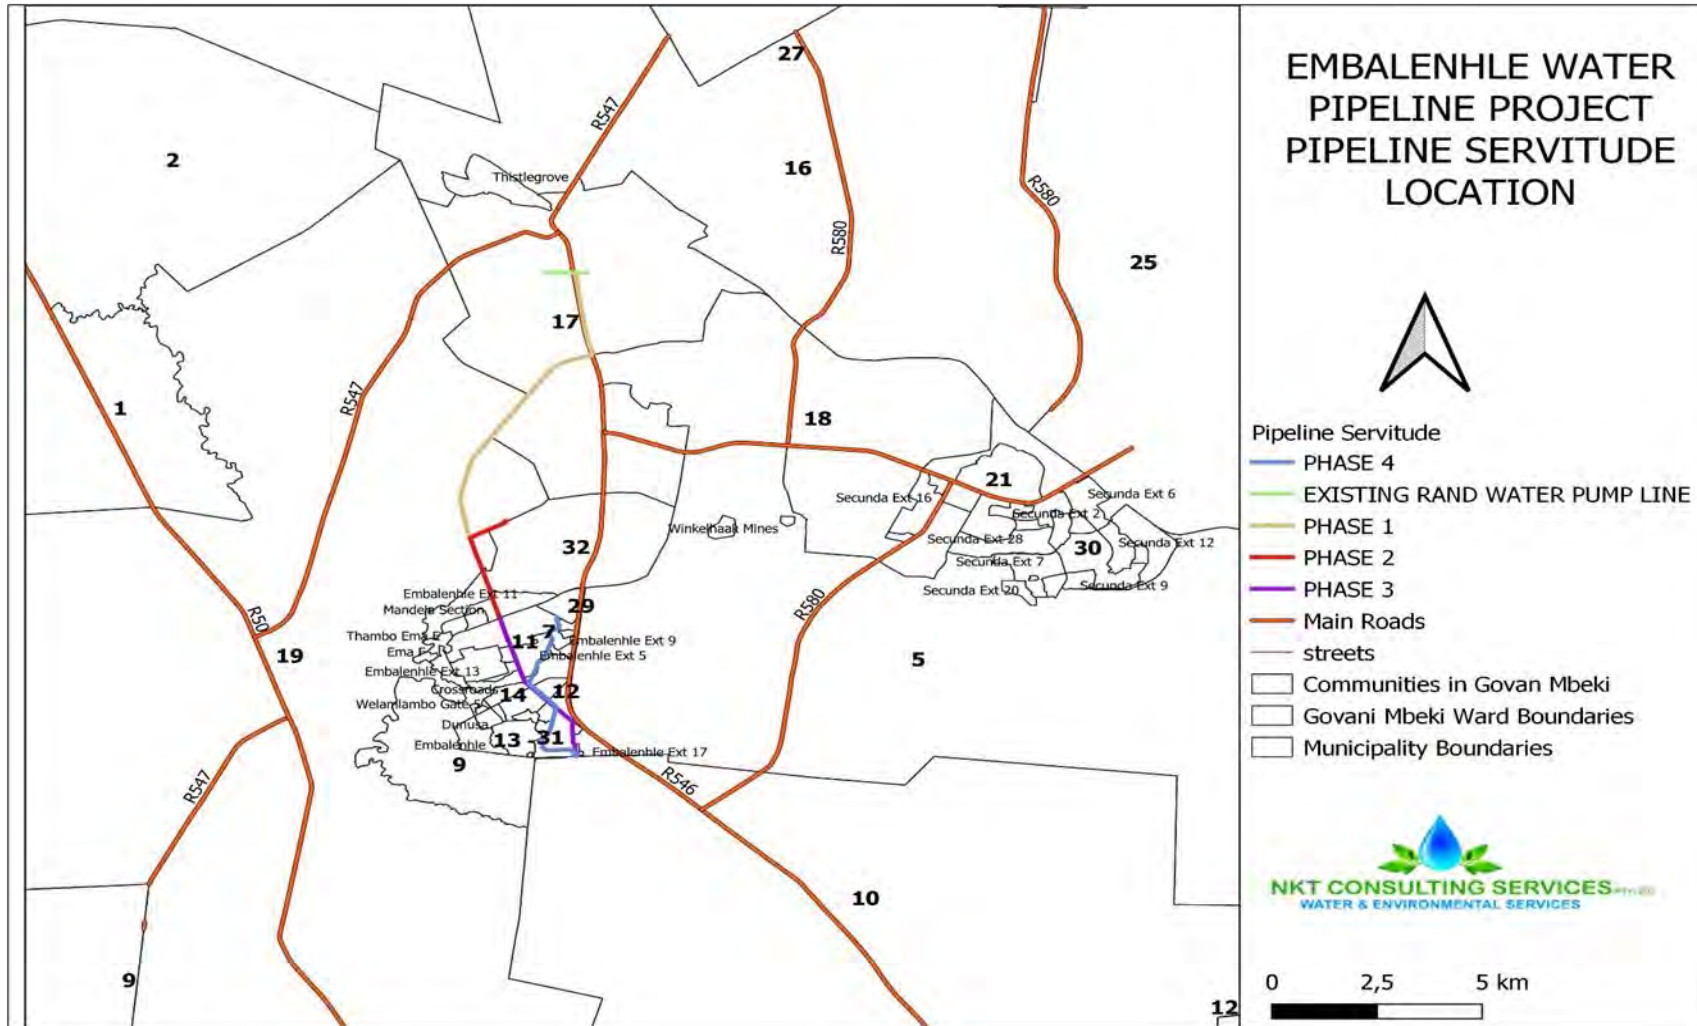 EMBALENHLE WATER
PIPELINE PROJECT
PIPELINE SERVITUDE
LOCATION
Pipeline Servitude
PHASE 4
EXISTING RAND WATER PUMP LINE
PHASE 1
PHASE 2
PHASE 3
Main Roads
streets
Communities in Govan Mbeki
Govani Mbeki Ward Boundaries
Municipality Boundaries
NKT CONSULTING SERVICES
WATER & ENVIRONMENTAL SERVICES
0 2,5 5 km
27
R547
2
16
Thistlegrove
R580
R580
25
17
R547
1
18
21
Secunda Ext 16
Secunda Ext 6
Secunda Ext 2
Winkelhaak Mines
Secunda Ext 28
30
Secunda Ext 12
32
Secunda Ext 7
Secunda Ext 20
Secunda Ext 9
Embalenhle Ext 11
Mandela Section
29
R580
R50
Thambo Ema E
11
7
Embalenhle Ext 9
Ema F
Embalenhle Ext 5
19
5
Embalenhle Ext 13
Crossroads
14
12
Welamlambo Gate 5
Dunusa
Embalenhle
13
31
Embalenhle Ext 17
9
R547
R546
10
9
12